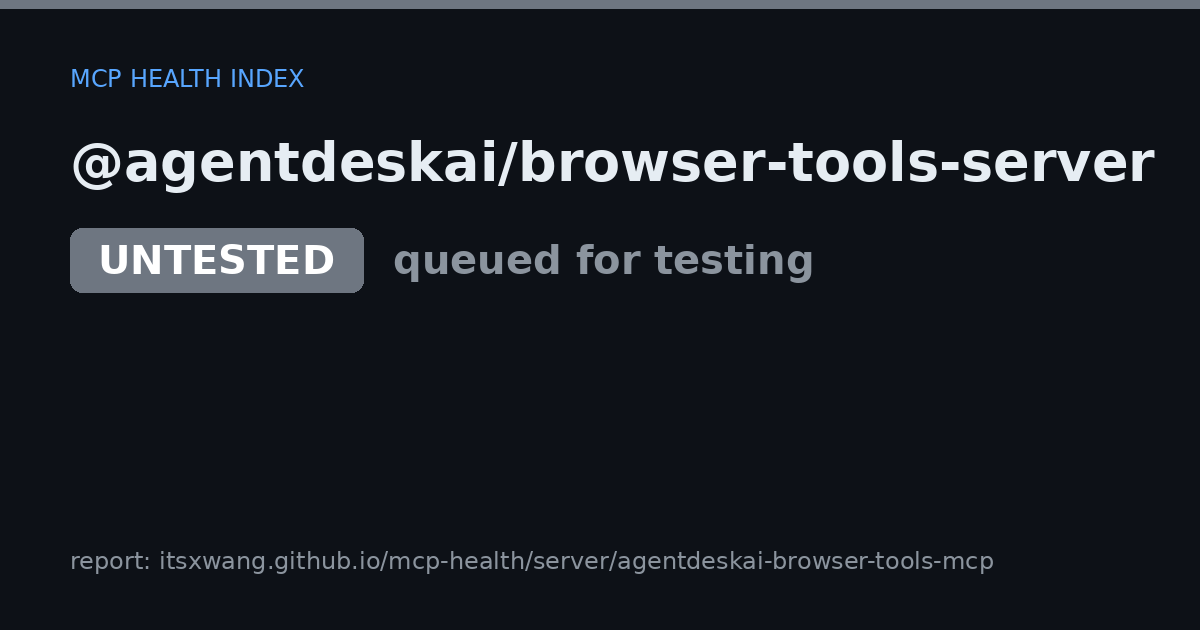 MCP HEALTH INDEX
@agentdeskai/browser-tools-server
UNTESTED queued for testing
report: itsxwang.github.io/mcp-health/server/agentdeskai-browser-tools-mcp